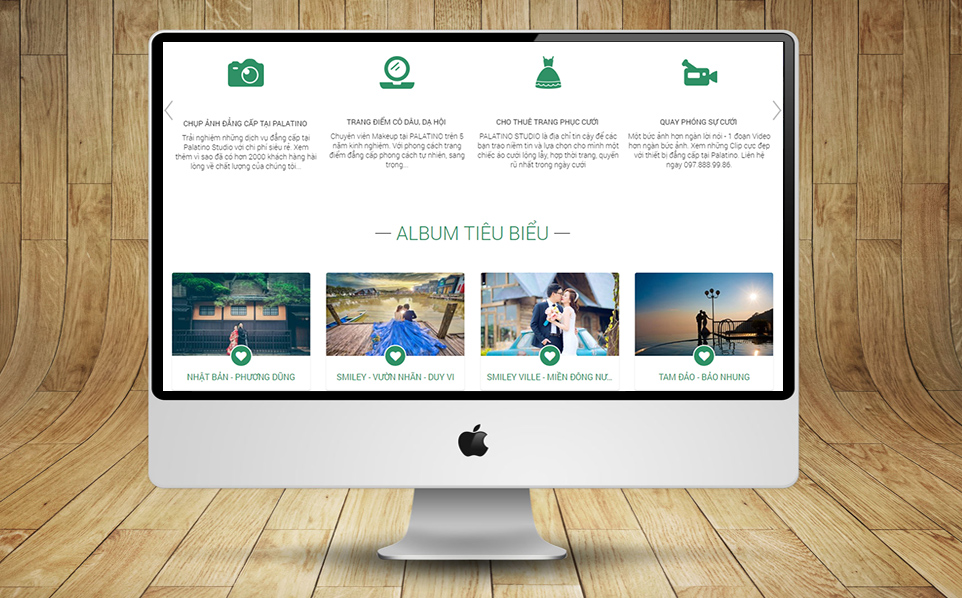 CHỤP ẢNH ĐẲNG CẤP TẠI PALATINO
Trải nghiệm những dịch vụ đẳng cấp tại
Palatino Studio với chi phí siêu rẻ. Xem
thêm vì sao đã có hơn 2000 khách hàng hài
lòng về chất lượng của chúng tôi...
TRANG ĐIỂM CÔ DÂU, DẠ HỘI
Chuyên viên Makeup tại PALATINO trên 5
năm kinh nghiệm. Với phong cách trang
điểm đẳng cấp phong cách tự nhiên, sang
trọng...
CHO THUÊ TRANG PHỤC CƯỚI
PALATINO STUDIO là địa chỉ tin cậy để các
bạn trao niềm tin và lựa chọn cho mình một
chiếc áo cưới lộng lẫy, hợp thời trang, quyến
rũ nhất trong ngày cưới
QUAY PHÓNG SỰ CƯỚI
Một bức ảnh hơn ngàn lời nói - 1 đoạn Video
hơn ngàn bức ảnh. Xem những Clip cực đẹp
với thiết bị đẳng cấp tại Palatino. Liên hệ
ngay 097.888.99.86.
— ALBUM TIÊU BIỂU —
NHẬT BẢN - PHƯƠNG DŨNG
SMILEY - VƯỜN NHÃN - DUY VI
SMILEY VILLE - MIỀN ĐÔNG NƯ...
TAM ĐẢO - BẢO NHUNG